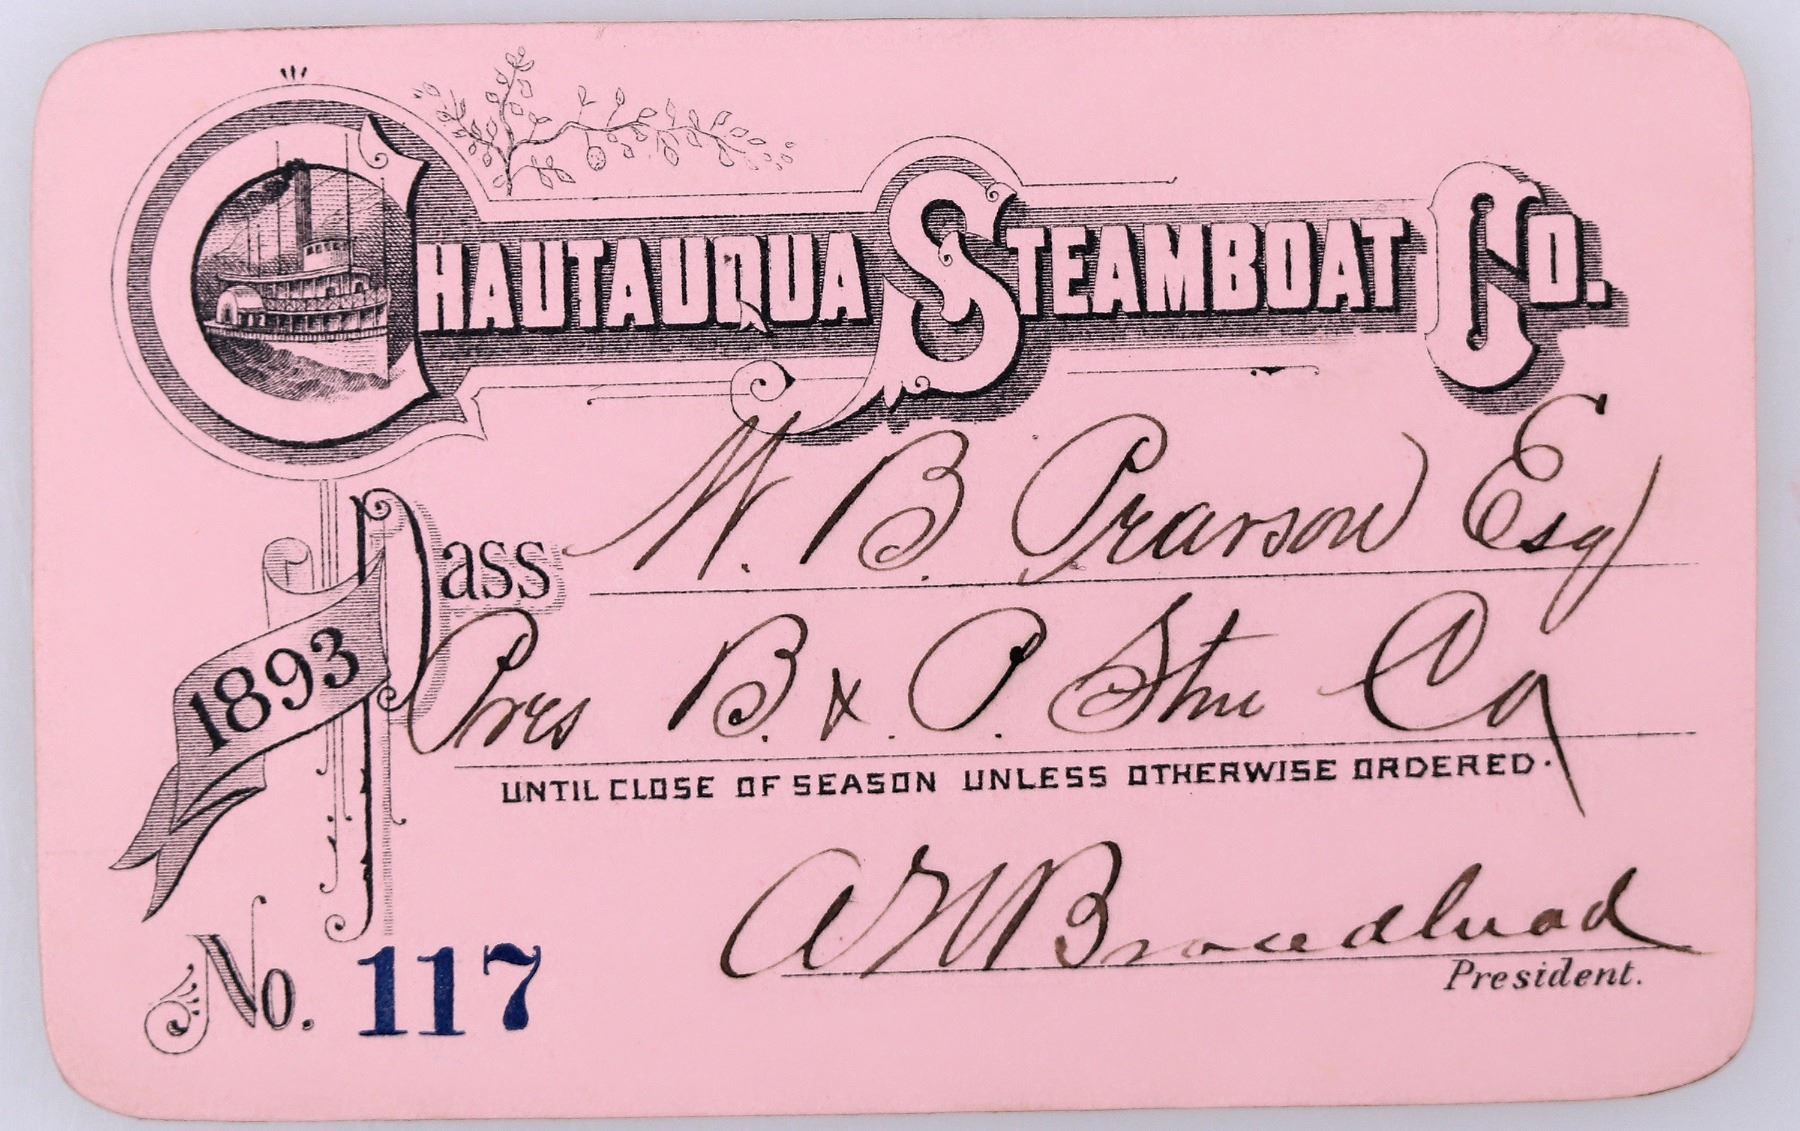 CHAUTAUQUA STEAMBOAT CO.
Pass W. B. Pearson Esq
1893
Pres B. & P. Stm Co
UNTIL CLOSE OF SEASON UNLESS OTHERWISE ORDERED.
A N Broadhead
President.
No. 117